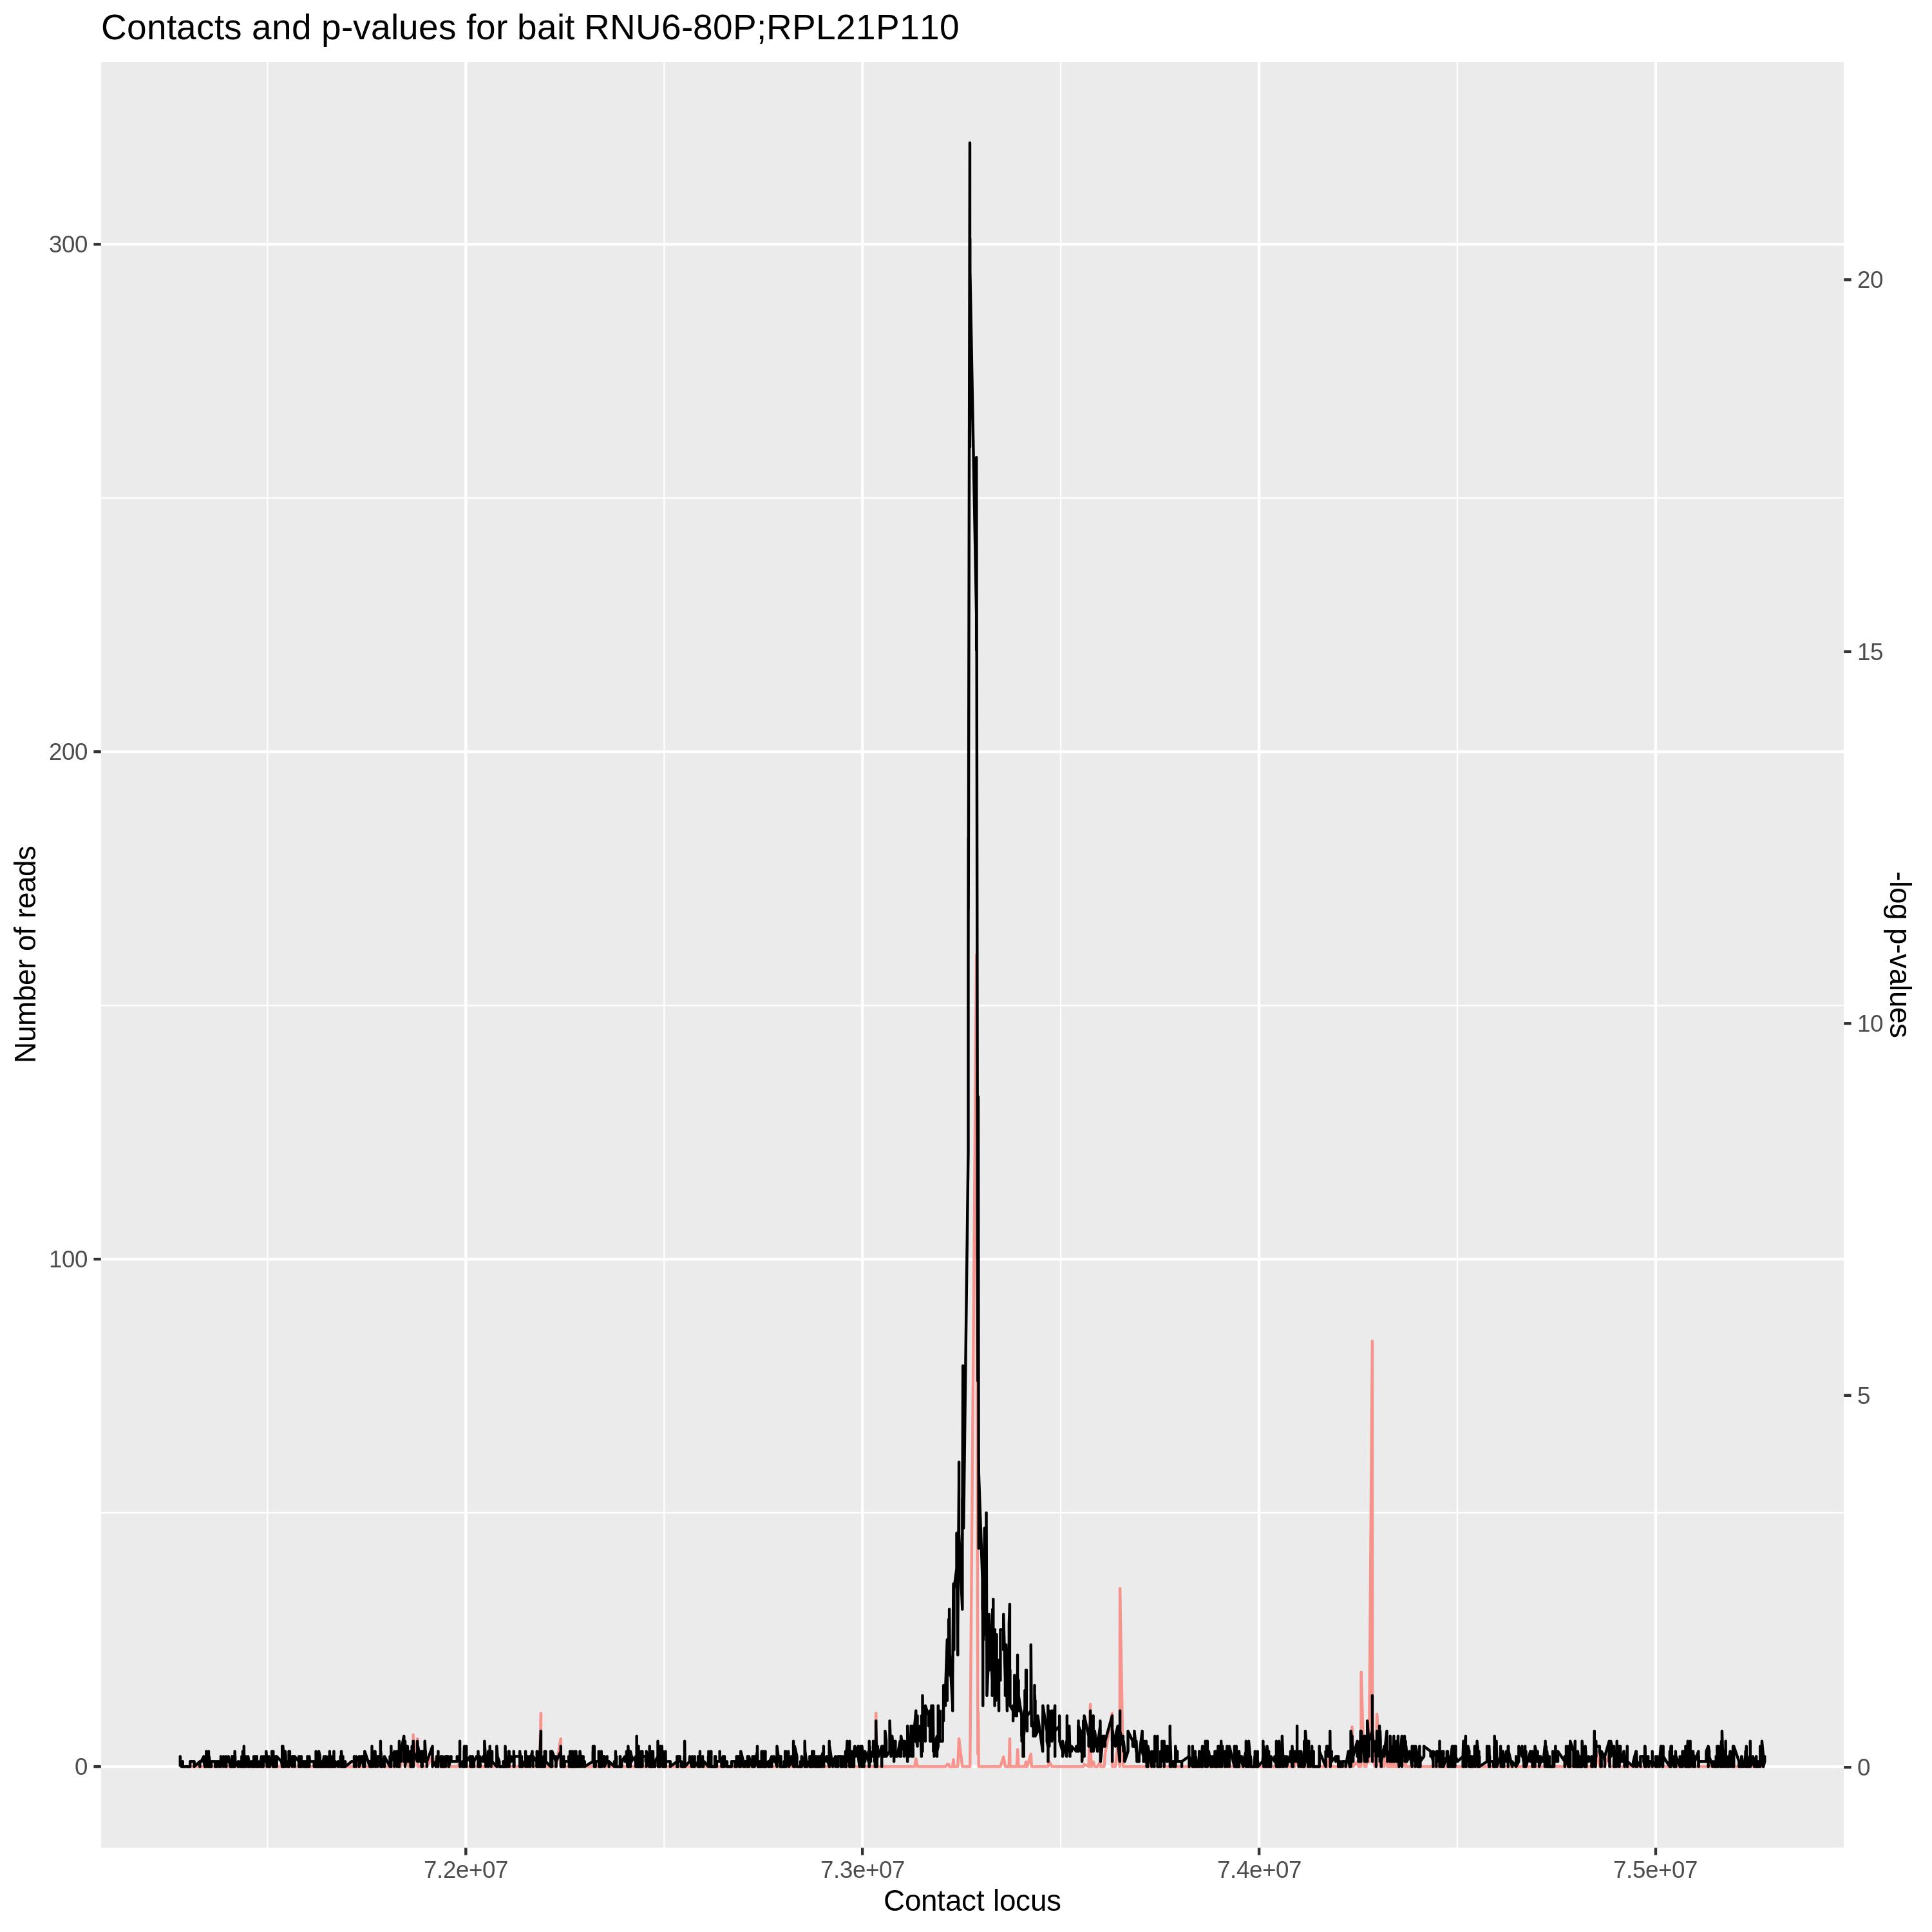 Contacts and p-values for bait RNU6-80P;RPL21P110
300
200
100
0
Number of reads
20
15
10
5
0
-log p-values
7.2e+07
7.3e+07
7.4e+07
7.5e+07
Contact locus